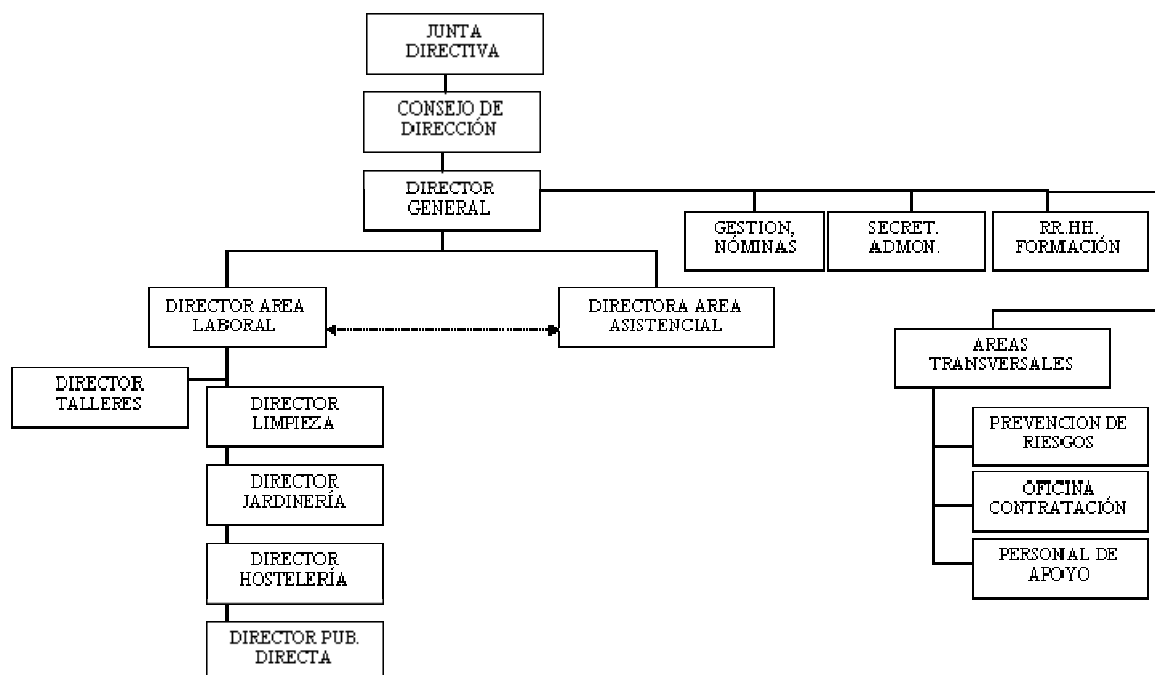 JUNTA
DIRECTIVA
CONSEJO DE
DIRECCIÓN
DIRECTOR
GENERAL
GESTION,
NÓMINAS
SECRET.
ADMON.
RR.HH.
FORMACIÓN
DIRECTOR AREA
LABORAL
DIRECTORA AREA
ASISTENCIAL
AREAS
TRANSVERSALES
DIRECTOR
TALLERES
DIRECTOR
LIMPIEZA
DIRECTOR
JARDINERÍA
DIRECTOR
HOSTELERÍA
DIRECTOR PUB.
DIRECTA
PREVENCION DE
RIESGOS
OFICINA
CONTRATACIÓN
PERSONAL DE
APOYO